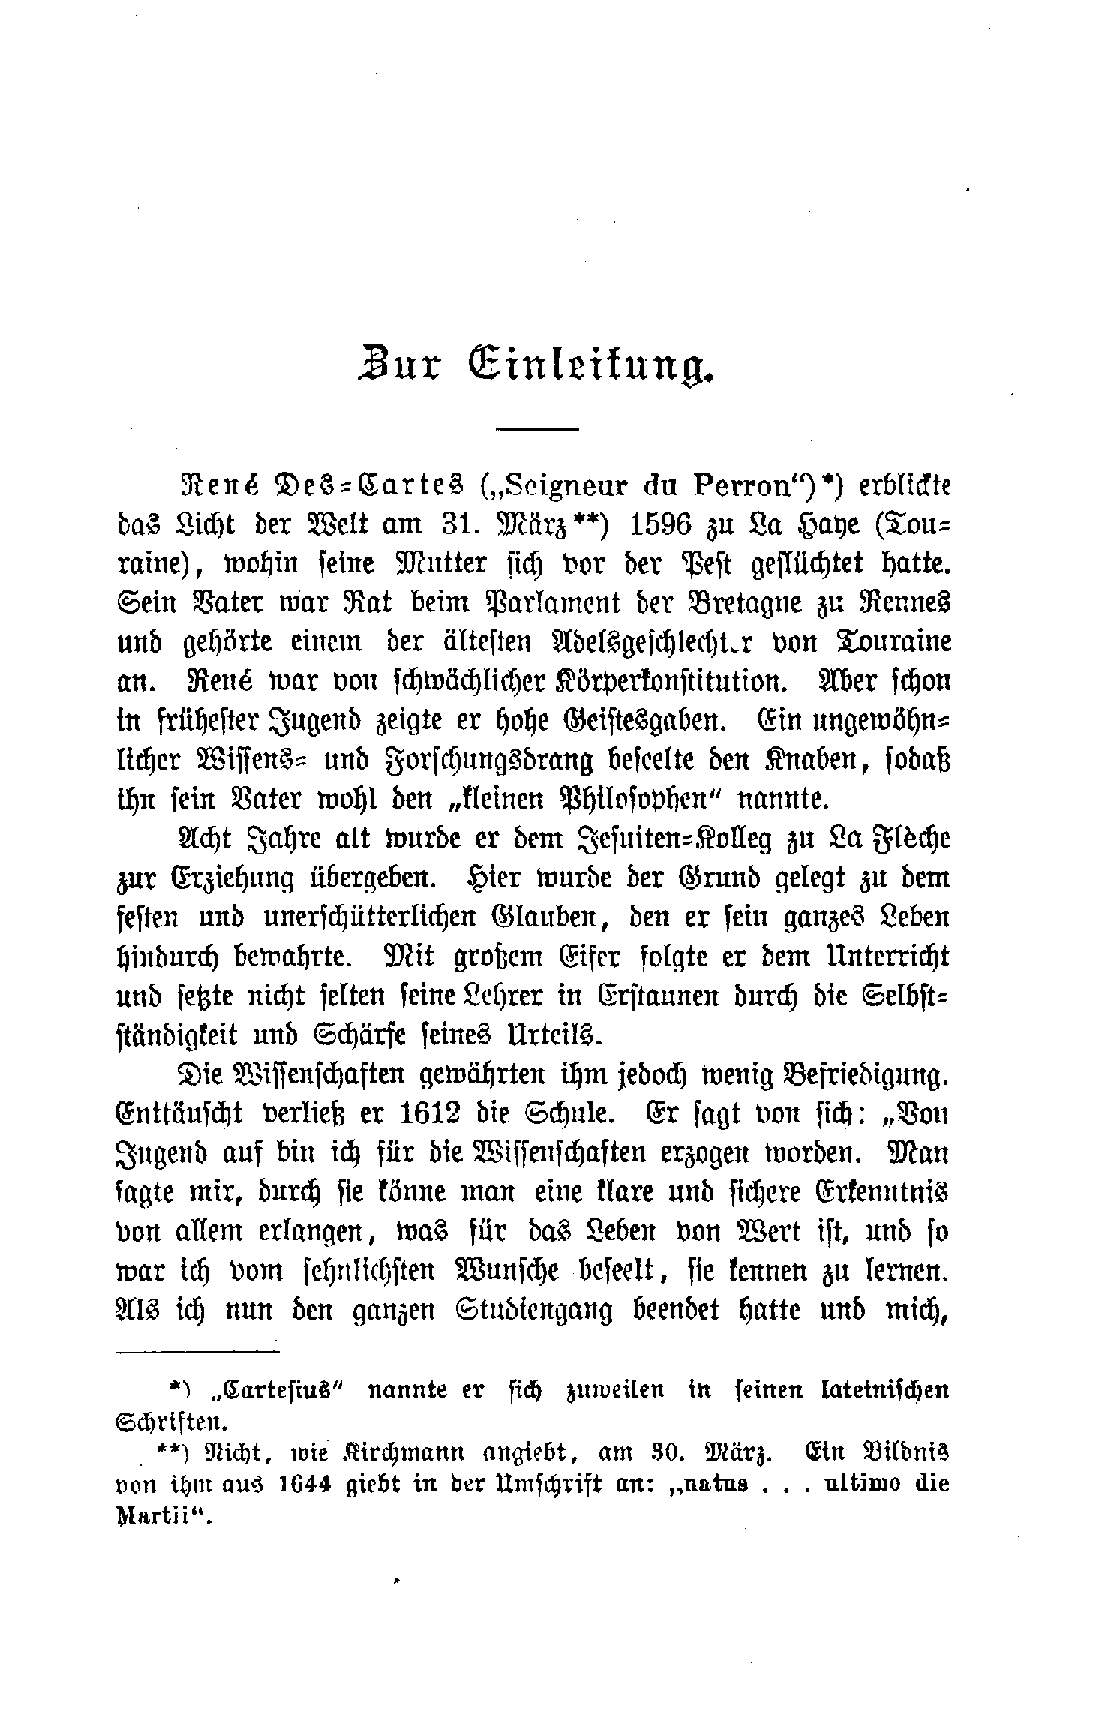 Zur Einleitung.
René Des-Cartes („Seigneur du Perron“)*) erblickte
das Licht der Welt am 31. März**) 1596 zu La Haye (Tou-
raine), wohin seine Mutter sich vor der Pest geflüchtet hatte.
Sein Vater war Rat beim Parlament der Bretagne zu Rennes
und gehörte einem der ältesten Adelsgeschlechter von Touraine
an. René war von schwächlicher Körperkonstitution. Aber schon
in frühester Jugend zeigte er hohe Geistesgaben. Ein ungewöhn-
licher Wissens- und Forschungsdrang beseelte den Knaben, sodaß
ihn sein Vater wohl den „kleinen Philosophen“ nannte.
Acht Jahre alt wurde er dem Jesuiten-Kolleg zu La Flèche
zur Erziehung übergeben. Hier wurde der Grund gelegt zu dem
festen und unerschütterlichen Glauben, den er sein ganzes Leben
hindurch bewahrte. Mit großem Eifer folgte er dem Unterricht
und setzte nicht selten seine Lehrer in Erstaunen durch die Selbst-
ständigkeit und Schärfe seines Urteils.
Die Wissenschaften gewährten ihm jedoch wenig Befriedigung.
Enttäuscht verließ er 1612 die Schule. Er sagt von sich: „Von
Jugend auf bin ich für die Wissenschaften erzogen worden. Man
sagte mir, durch sie könne man eine klare und sichere Erkenntnis
von allem erlangen, was für das Leben von Wert ist, und so
war ich vom sehnlichsten Wunsche beseelt, sie kennen zu lernen.
Als ich nun den ganzen Studiengang beendet hatte und mich,
*) „Cartesius“ nannte er sich zuweilen in seinen lateinischen
Schriften.
**) Nicht, wie Kirchmann angiebt, am 30. März. Ein Bildnis
von ihm aus 1644 giebt in der Umschrift an: „natus . . . ultimo die
Martii“.